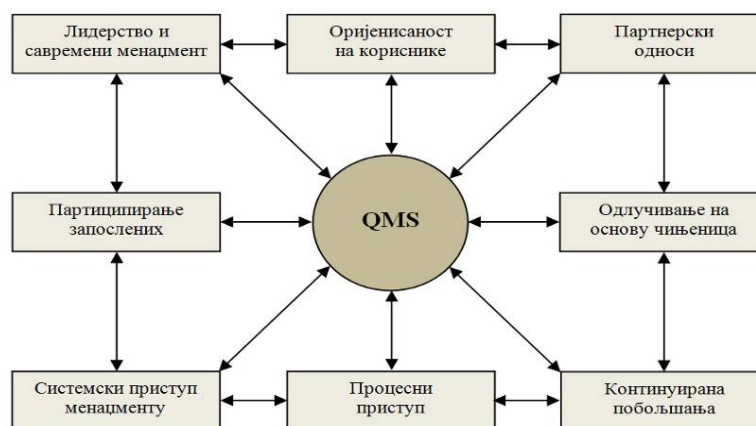 Лидерство и
савремени менаџмент
Оријенисаност
на кориснике
Партнерски
односи
Партиципирање
запослених
QMS
Одлучивање на
основу чињеница
Системски приступ
менаџменту
Процесни
приступ
Континуирана
побољшања